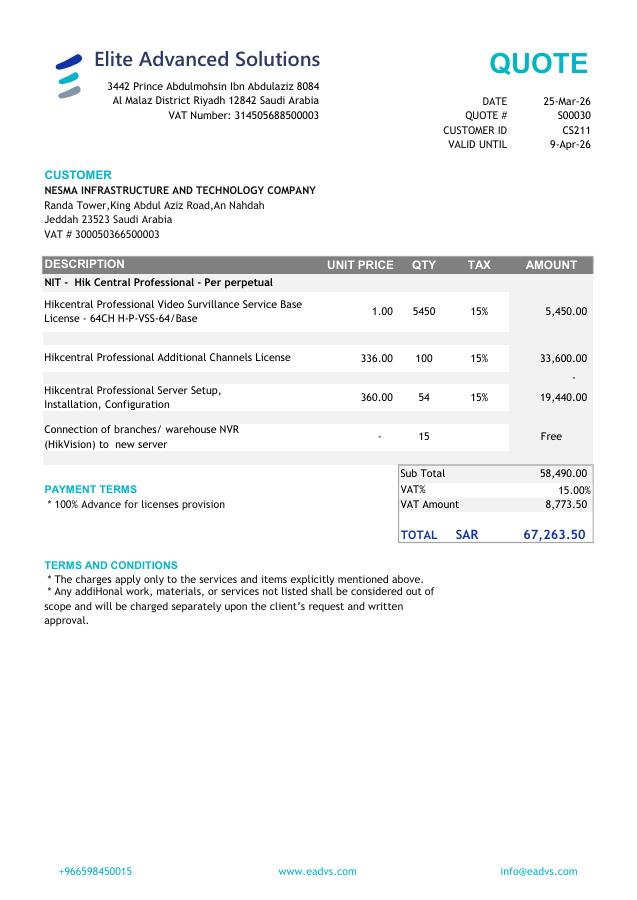 Elite Advanced Solutions
QUOTE
3442 Prince Abdulmohsin Ibn Abdulaziz 8084
Al Malaz District Riyadh 12842 Saudi Arabia
VAT Number: 314505688500003
DATE 25-Mar-26
QUOTE # S00030
CUSTOMER ID CS211
VALID UNTIL 9-Apr-26
CUSTOMER
NESMA INFRASTRUCTURE AND TECHNOLOGY COMPANY
Randa Tower,King Abdul Aziz Road,An Nahdah
Jeddah 23523 Saudi Arabia
VAT # 300050366500003
DESCRIPTION UNIT PRICE QTY TAX AMOUNT
NIT - Hik Central Professional - Per perpetual
Hikcentral Professional Video Survillance Service Base
License - 64CH H-P-VSS-64/Base
1.00 5450 15% 5,450.00
Hikcentral Professional Additional Channels License 336.00 100 15% 33,600.00
-
Hikcentral Professional Server Setup,
Installation, Configuration
360.00 54 15% 19,440.00
Connection of branches/ warehouse NVR
(HikVision) to new server
- 15 Free
Sub Total 58,490.00
PAYMENT TERMS
VAT% 15.00%
* 100% Advance for licenses provision
VAT Amount 8,773.50
TOTAL SAR 67,263.50
TERMS AND CONDITIONS
* The charges apply only to the services and items explicitly mentioned above.
* Any addiHonal work, materials, or services not listed shall be considered out of
scope and will be charged separately upon the client’s request and written
approval.
+966598450015 www.eadvs.com info@eadvs.com